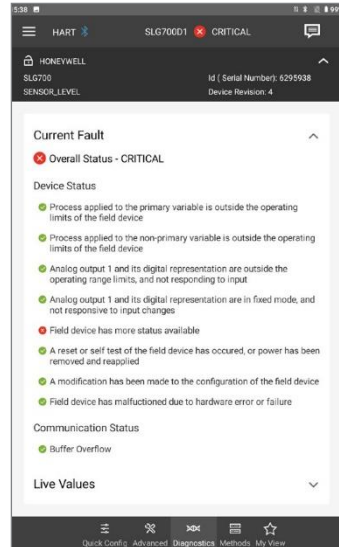 5:38
99
HART SLG700D1 CRITICAL
HONEYWELL
SLG700 Id ( Serial Number): 6295938
SENSOR_LEVEL Device Revision: 4
Current Fault
Overall Status - CRITICAL
Device Status
Process applied to the primary variable is outside the operating
limits of the field device
Process applied to the non-primary variable is outside the operating
limits of the field device
Analog output 1 and its digital representation are outside the
operating range limits, and not responding to input
Analog output 1 and its digital representation are in fixed mode, and
not responsive to input changes
Field device has more status available
A reset or self test of the field device has occured, or power has been
removed and reapplied
A modification has been made to the configuration of the field device
Field device has malfuctioned due to hardware error or failure
Communication Status
Buffer Overflow
Live Values
Quick Config Advanced Diagnostics Methods My View